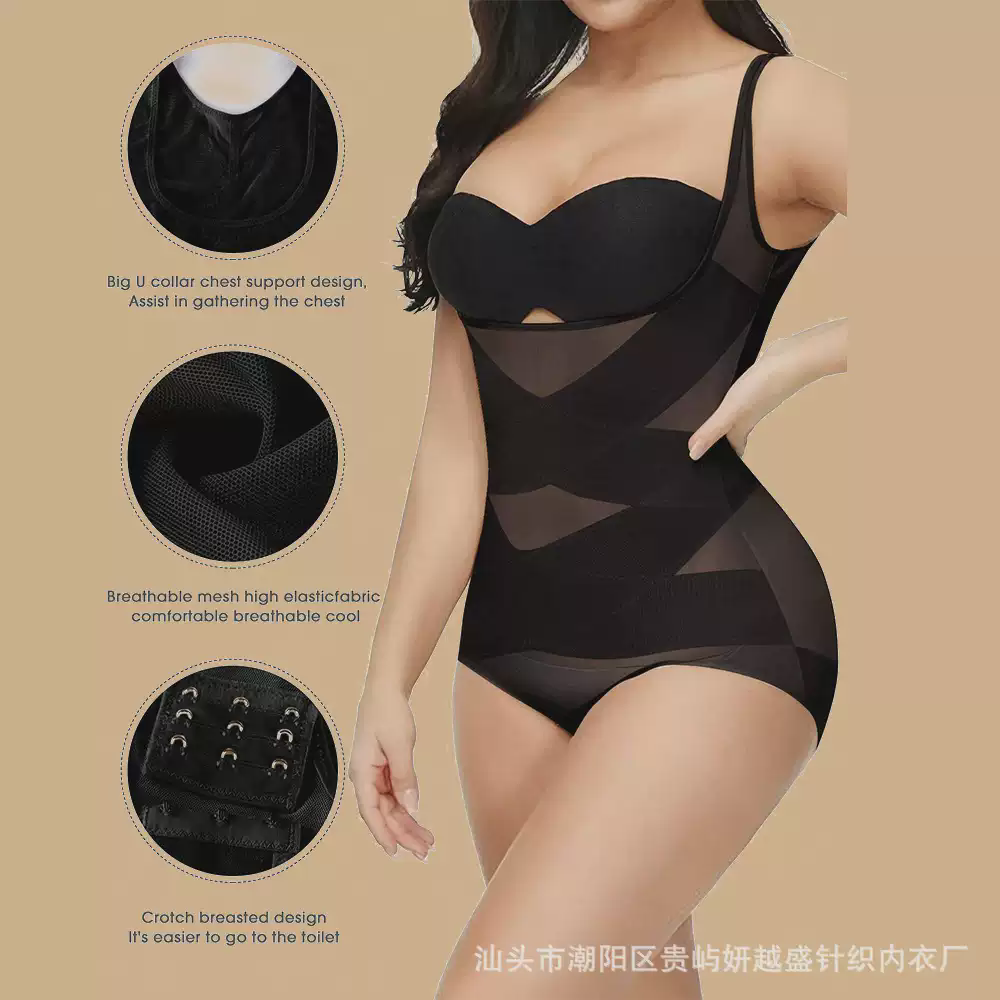 Big U collar chest support design,
Assist in gathering the chest
Breathable mesh high elasticfabric
comfortable breathable cool
Crotch breasted design
It's easier to go to the toilet
汕头市潮阳区贵屿妍越盛针织内衣厂